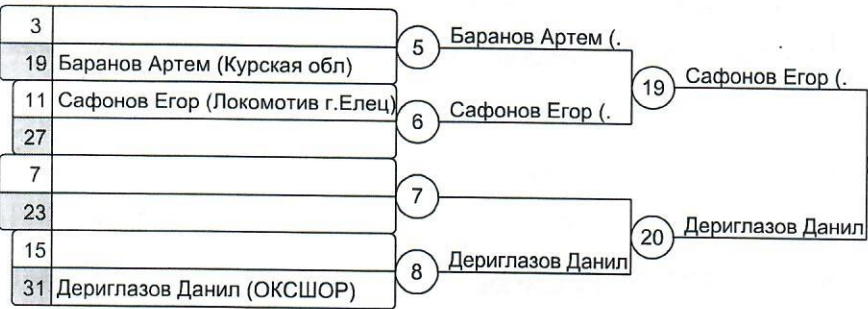 3
5
Баранов Артем (.
19 Баранов Артем (Курская обл)
19
Сафонов Егор (.
11 Сафонов Егор (Локомотив г.Елец)
6
Сафонов Егор (.
27
7
7
23
20
Дериглазов Данил
15
8
Дериглазов Данил
31 Дериглазов Данил (ОКСШОР)